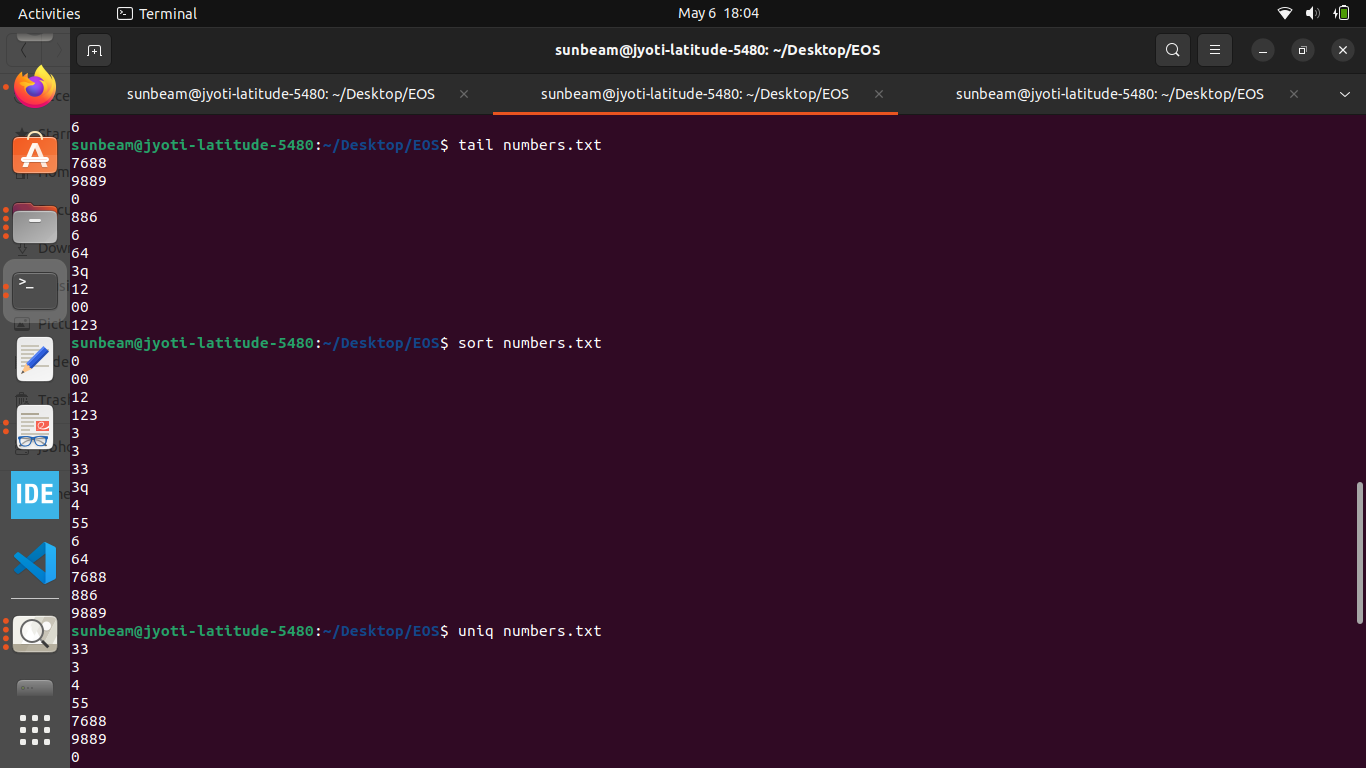 Activities
Terminal
May 6 18:04
sunbeam@jyoti-latitude-5480: ~/Desktop/EOS
sunbeam@jyoti-latitude-5480: ~/Desktop/EOS
sunbeam@jyoti-latitude-5480: ~/Desktop/EOS
sunbeam@jyoti-latitude-5480: ~/Desktop/EOS
6
sunbeam@jyoti-latitude-5480:~/Desktop/EOS$ tail numbers.txt
7688
9889
0
886
6
64
3q
12
00
123
sunbeam@jyoti-latitude-5480:~/Desktop/EOS$ sort numbers.txt
0
00
12
123
3
3
33
3q
4
55
6
64
7688
886
9889
sunbeam@jyoti-latitude-5480:~/Desktop/EOS$ uniq numbers.txt
33
3
4
55
7688
9889
0
IDE